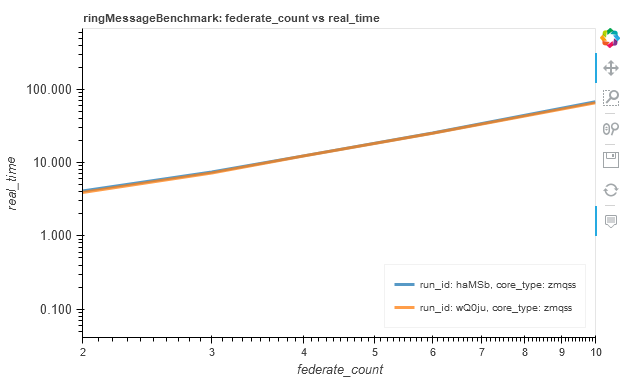 ringMessageBenchmark: federate_count vs real_time
real_time
100.000
10.000
1.000
0.100
run_id: haMSb, core_type: zmqss
run_id: wQ0ju, core_type: zmqss
2 3 4 5 6 7 8 9 10
federate_count